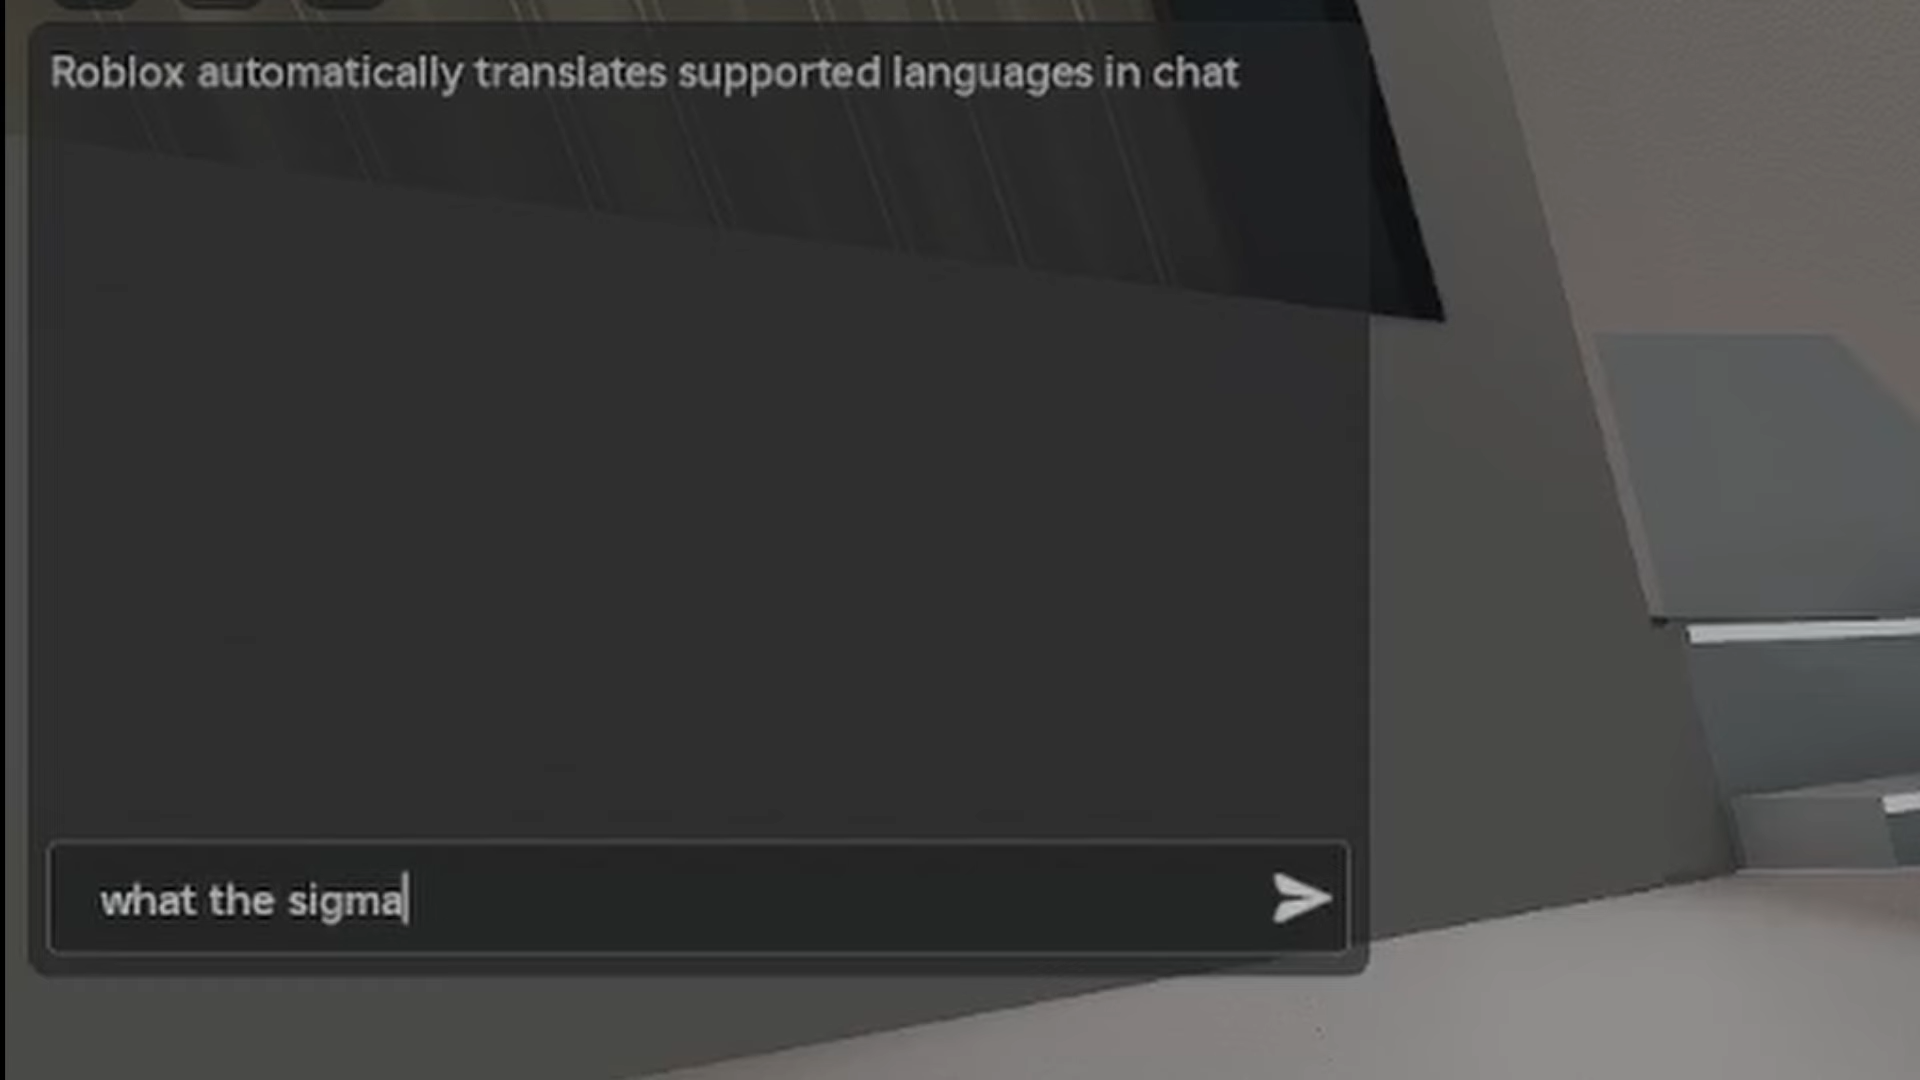 Roblox automatically translates supported languages in chat
what the sigma